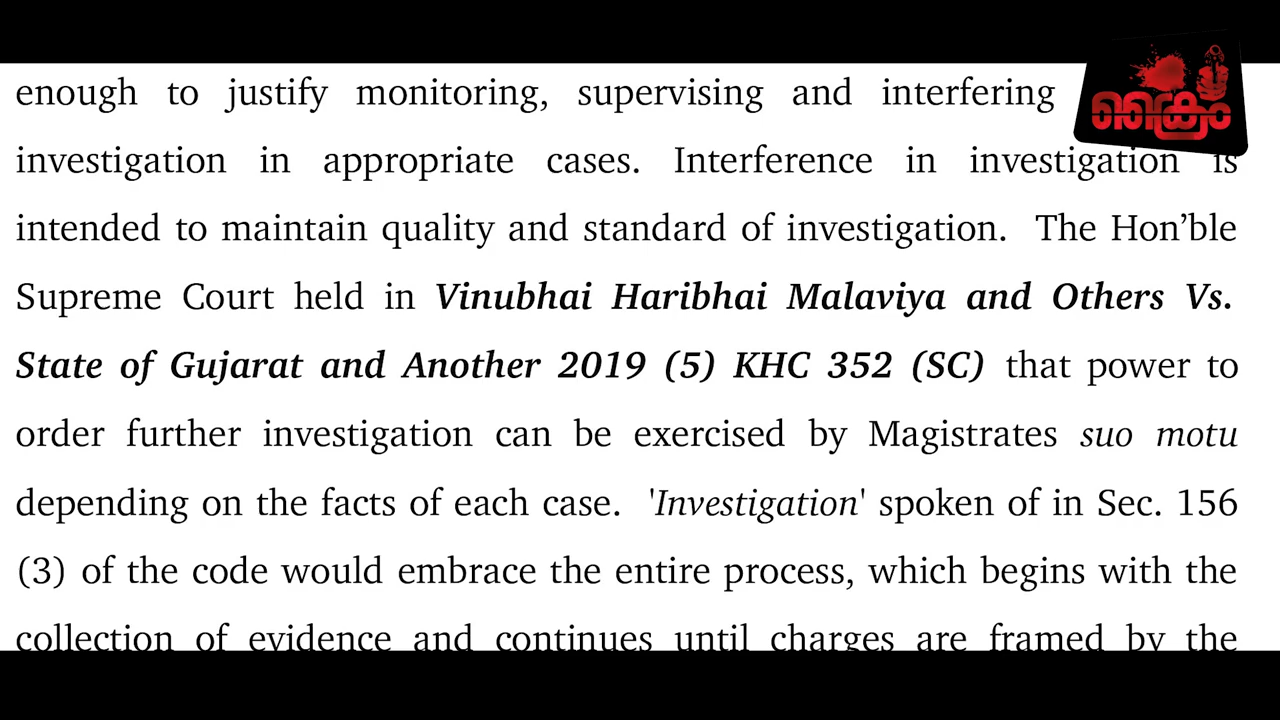 enough to justify monitoring, supervising and interfering
ക്രൈം
investigation in appropriate cases. Interference in investigation is
intended to maintain quality and standard of investigation. The Hon’ble
Supreme Court held in Vinubhai Haribhai Malaviya and Others Vs.
State of Gujarat and Another 2019 (5) KHC 352 (SC) that power to
order further investigation can be exercised by Magistrates suo motu
depending on the facts of each case. 'Investigation' spoken of in Sec. 156
(3) of the code would embrace the entire process, which begins with the
collection of evidence and continues until charges are framed by the